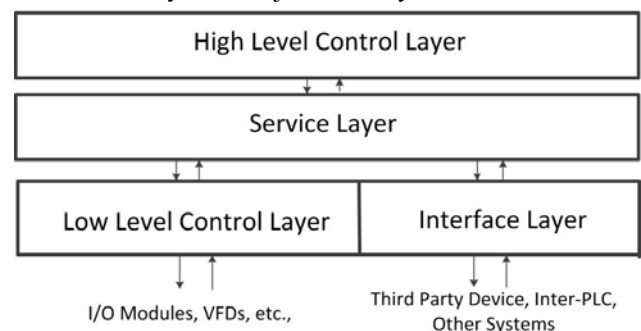 High Level Control Layer
Service Layer
Low Level Control Layer
Interface Layer
I/O Modules, VFDs, etc.,
Third Party Device, Inter-PLC,
Other Systems